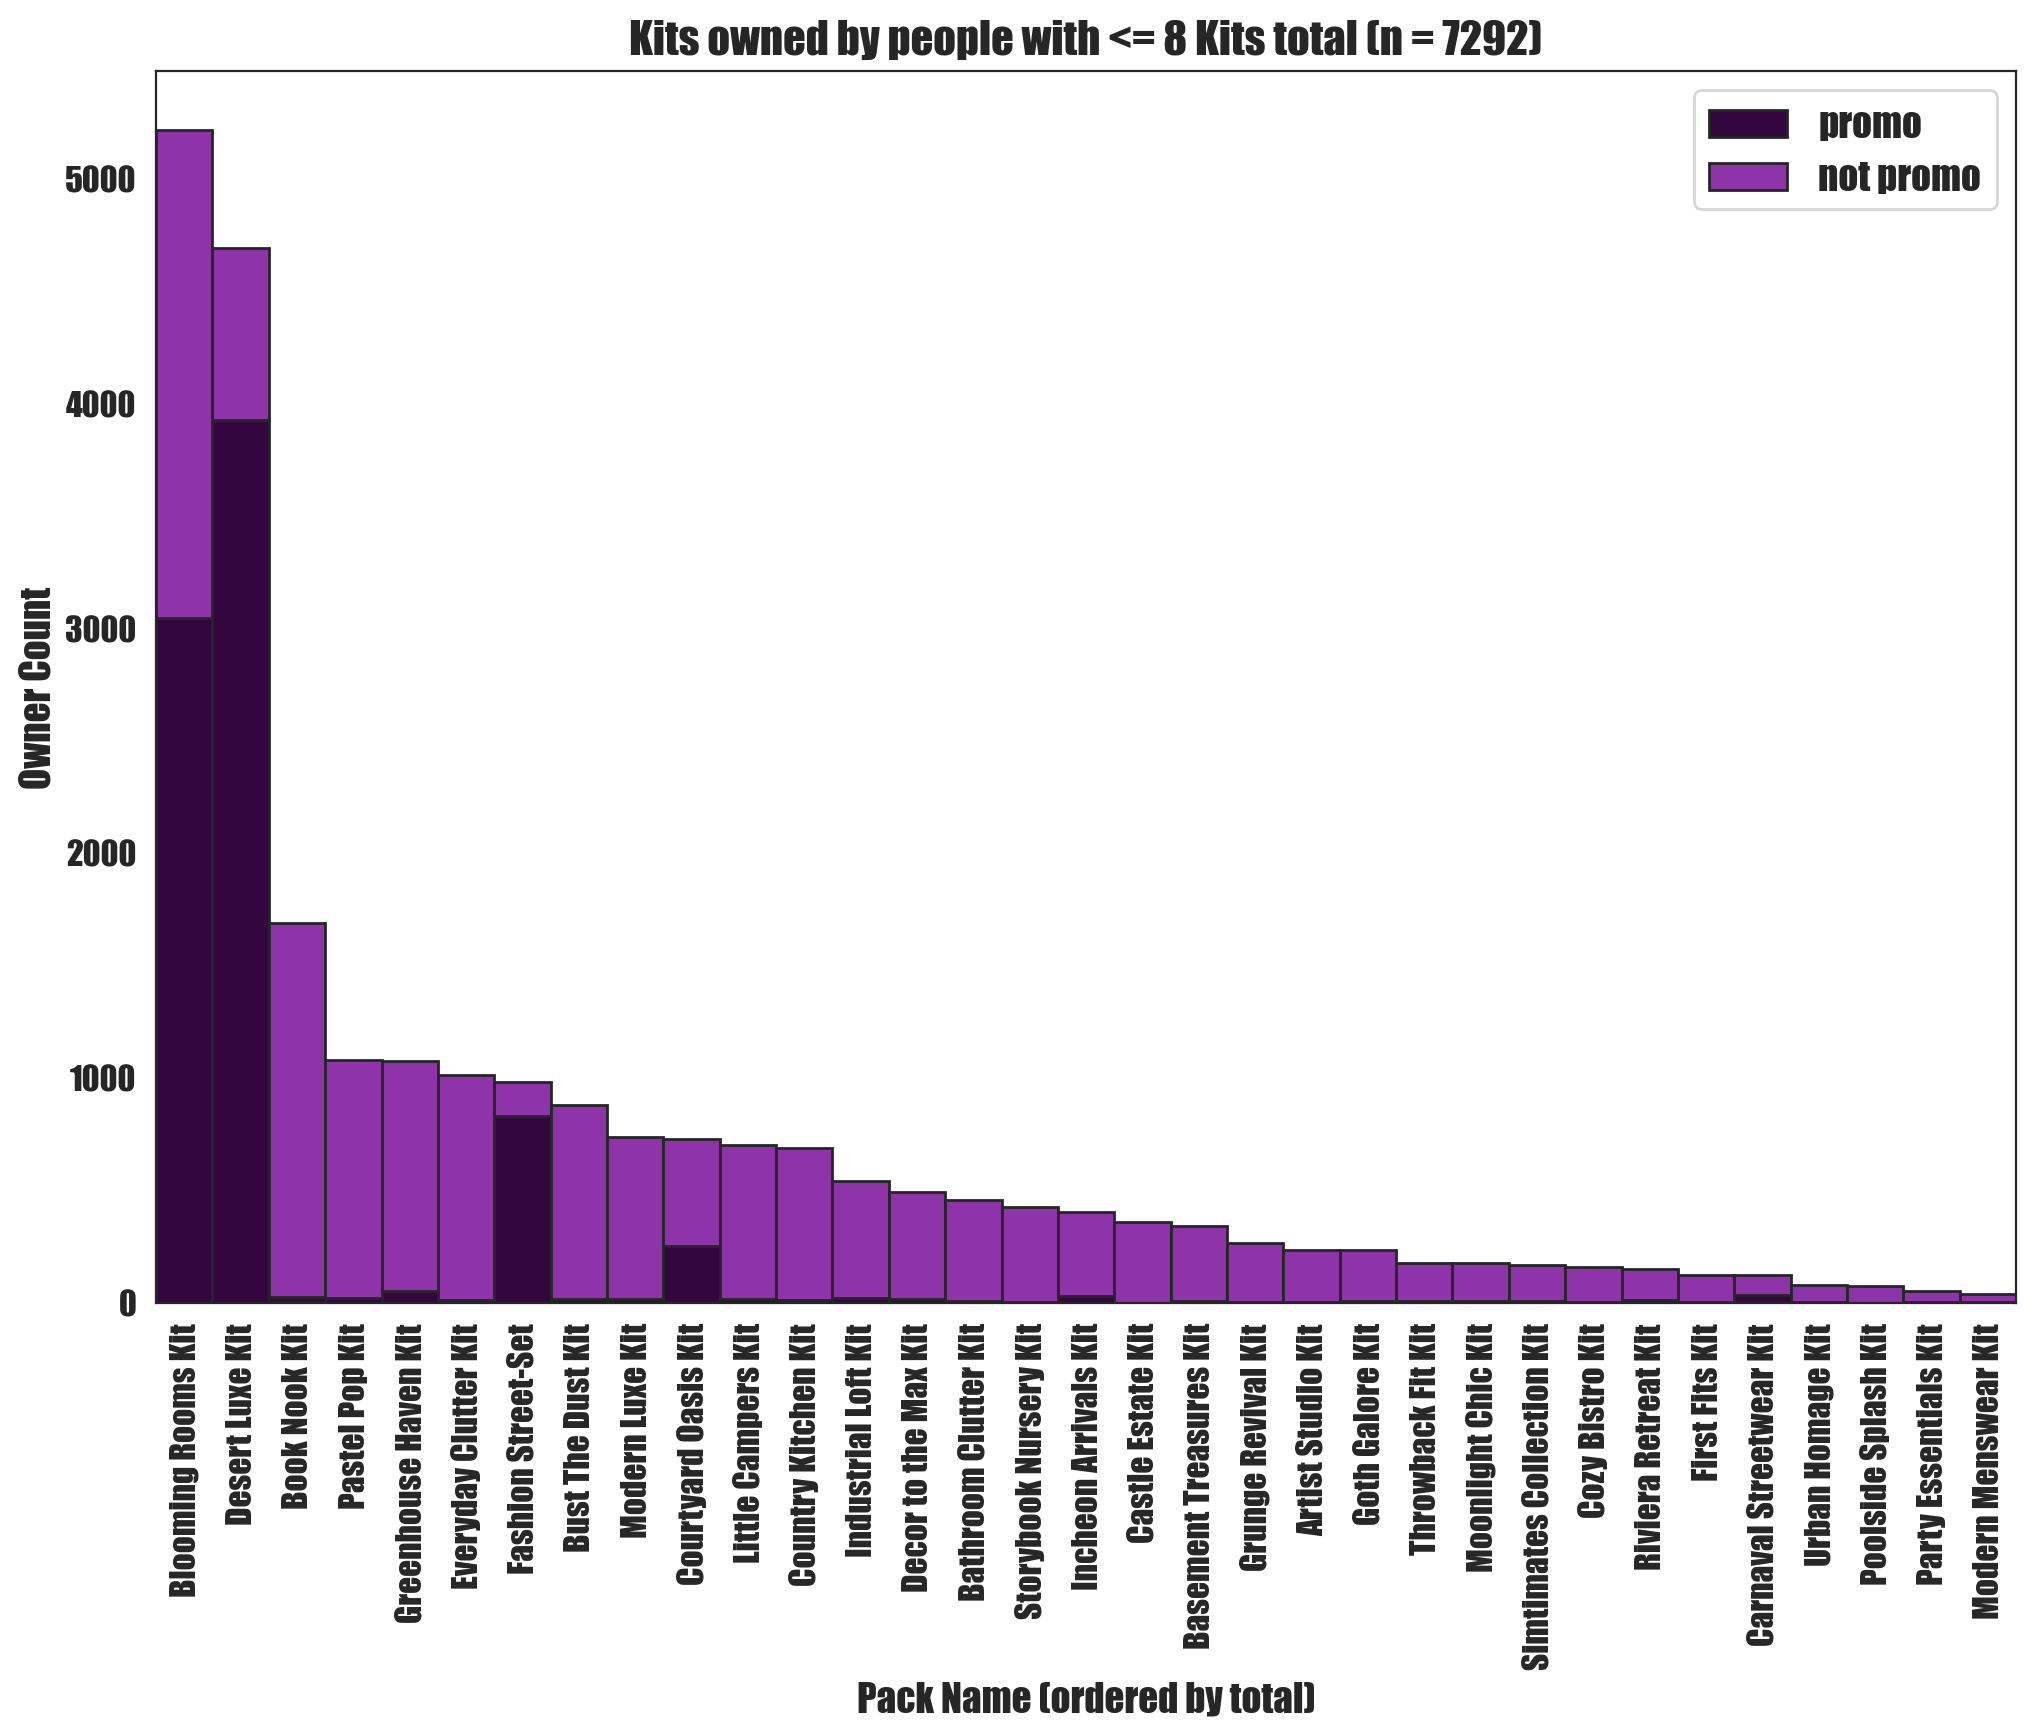 Kits owned by people with <= 8 Kits total (n = 7292)
promo
not promo
Owner Count
5000
4000
3000
2000
1000
0
Blooming Rooms Kit
Desert Luxe Kit
Book Nook Kit
Pastel Pop Kit
Greenhouse Haven Kit
Everyday Clutter Kit
Fashion Street-Set
Bust The Dust Kit
Modern Luxe Kit
Courtyard Oasis Kit
Little Campers Kit
Country Kitchen Kit
Industrial Loft Kit
Decor to the Max Kit
Bathroom Clutter Kit
Storybook Nursery Kit
Incheon Arrivals Kit
Castle Estate Kit
Basement Treasures Kit
Grunge Revival Kit
Artist Studio Kit
Goth Galore Kit
Throwback Fit Kit
Moonlight Chic Kit
Simtimates Collection Kit
Cozy Bistro Kit
Riviera Retreat Kit
First Fits Kit
Carnaval Streetwear Kit
Urban Homage Kit
Poolside Splash Kit
Party Essentials Kit
Modern Menswear Kit
Pack Name (ordered by total)